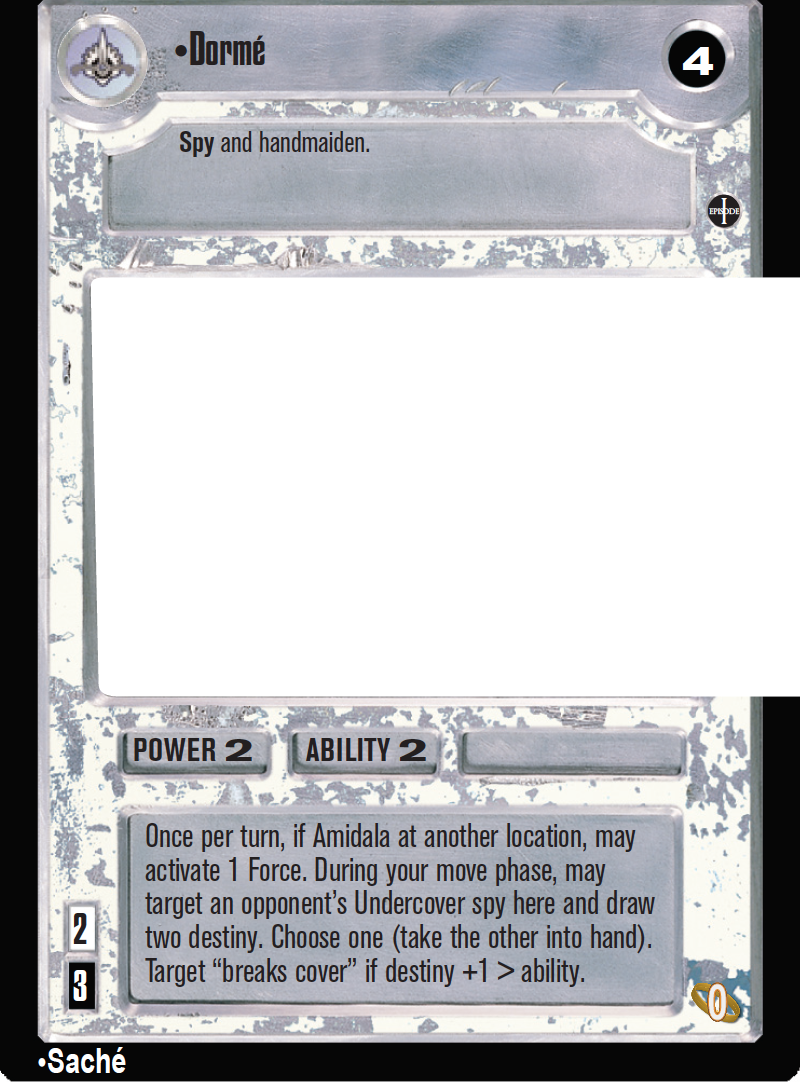 •Dormé
4
Spy and handmaiden.
EPISODE I
POWER 2
ABILITY 2
Once per turn, if Amidala at another location, may
activate 1 Force. During your move phase, may
target an opponent’s Undercover spy here and draw
two destiny. Choose one (take the other into hand).
Target “breaks cover” if destiny +1 > ability.
2
3
0
•Saché